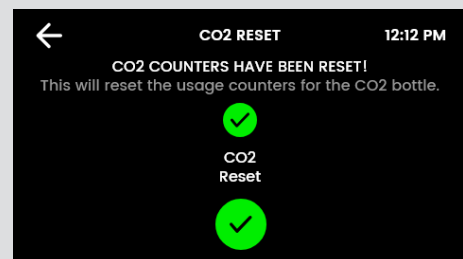 CO2 RESET 12:12 PM
CO2 COUNTERS HAVE BEEN RESET!
This will reset the usage counters for the CO2 bottle.
CO2
Reset